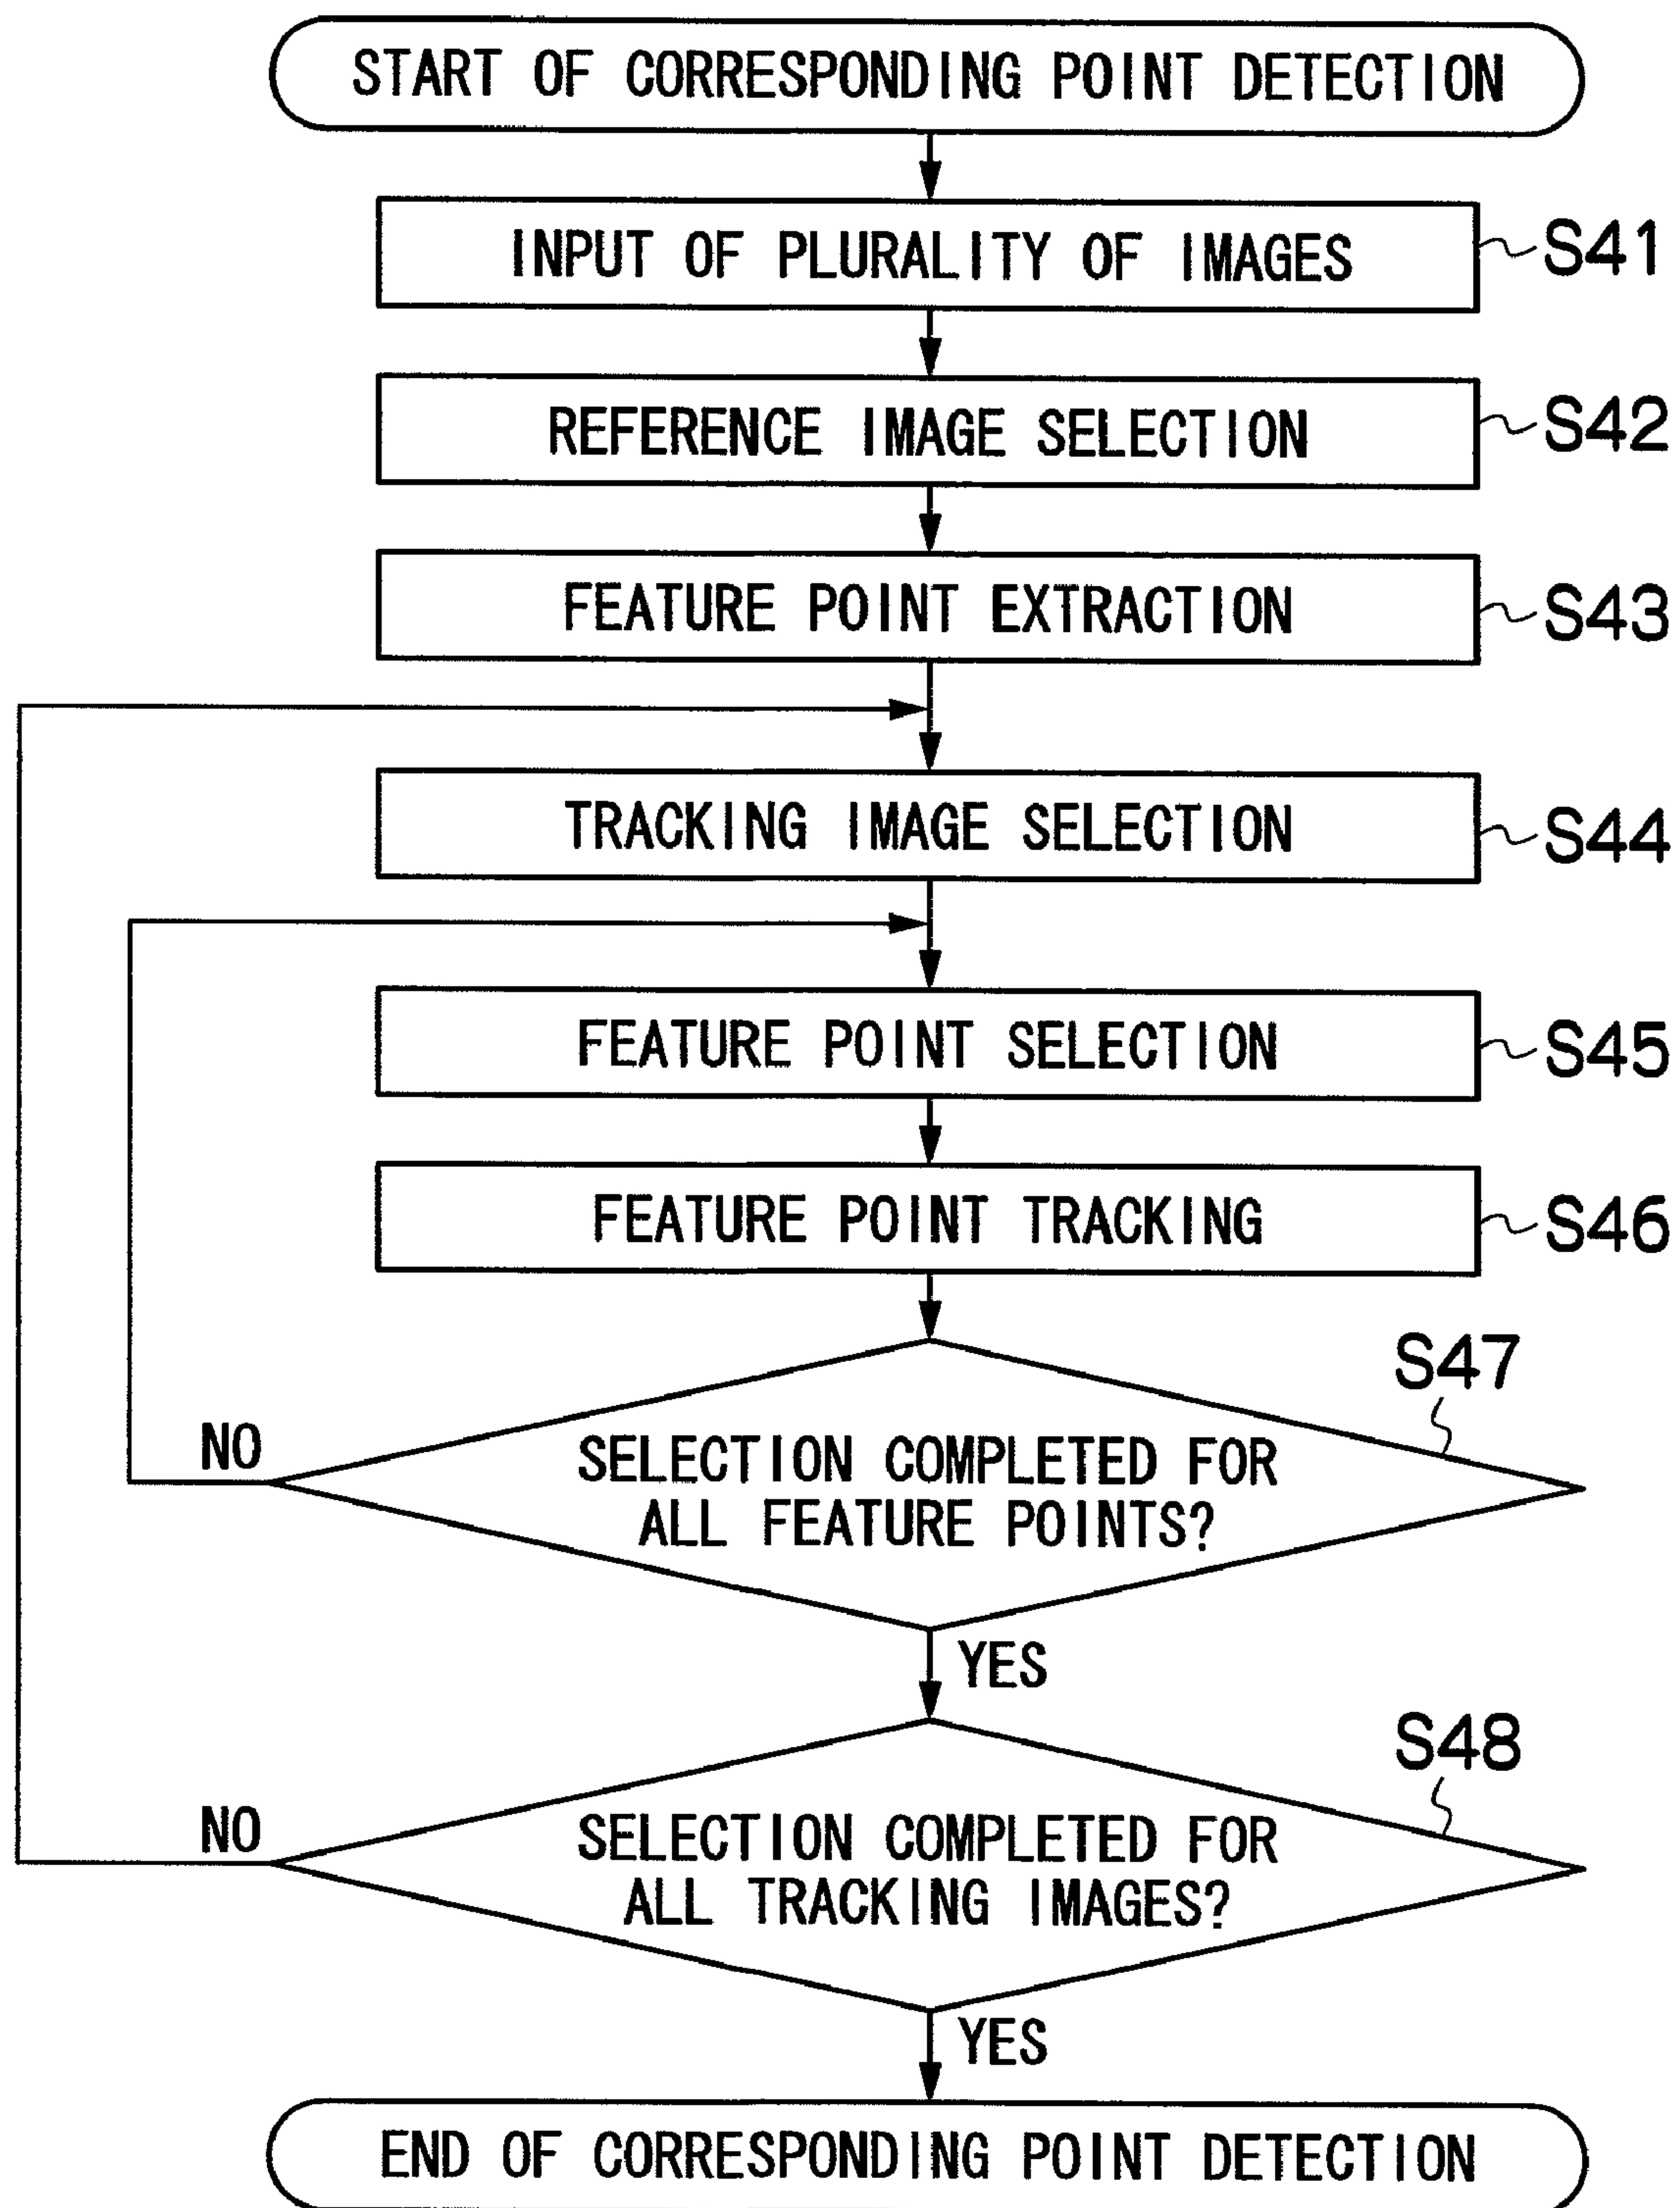 START OF CORRESPONDING POINT DETECTION
INPUT OF PLURALITY OF IMAGES
S41
REFERENCE IMAGE SELECTION
S42
FEATURE POINT EXTRACTION
S43
TRACKING IMAGE SELECTION
S44
FEATURE POINT SELECTION
S45
FEATURE POINT TRACKING
S46
S47
NO
SELECTION COMPLETED FOR
ALL FEATURE POINTS?
YES
S48
NO
SELECTION COMPLETED FOR
ALL TRACKING IMAGES?
YES
END OF CORRESPONDING POINT DETECTION